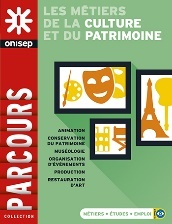 LES MÉTIERS
DE LA CULTURE
ET DU PATRIMOINE
onisep
PARCOURS
COLLECTION
ANIMATION
CONSERVATION
DU PATRIMOINE
MUSÉOLOGIE
ORGANISATION
D'ÉVÉNEMENTS
PRODUCTION
RESTAURATION
D'ART
MÉTIERS • ÉTUDES • EMPLOI